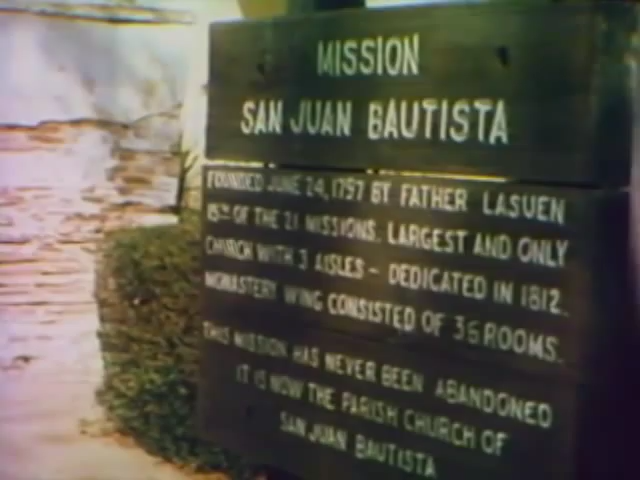 MISSION
SAN JUAN BAUTISTA
FOUNDED JUNE 24, 1797 BY FATHER LASUEN
15TH OF THE 21 MISSIONS. LARGEST AND ONLY
CHURCH WITH 3 AISLES - DEDICATED IN 1812.
MONASTERY WING CONSISTED OF 36 ROOMS.
THIS MISSION HAS NEVER BEEN ABANDONED
IT IS NOW THE PARISH CHURCH OF
SAN JUAN BAUTISTA